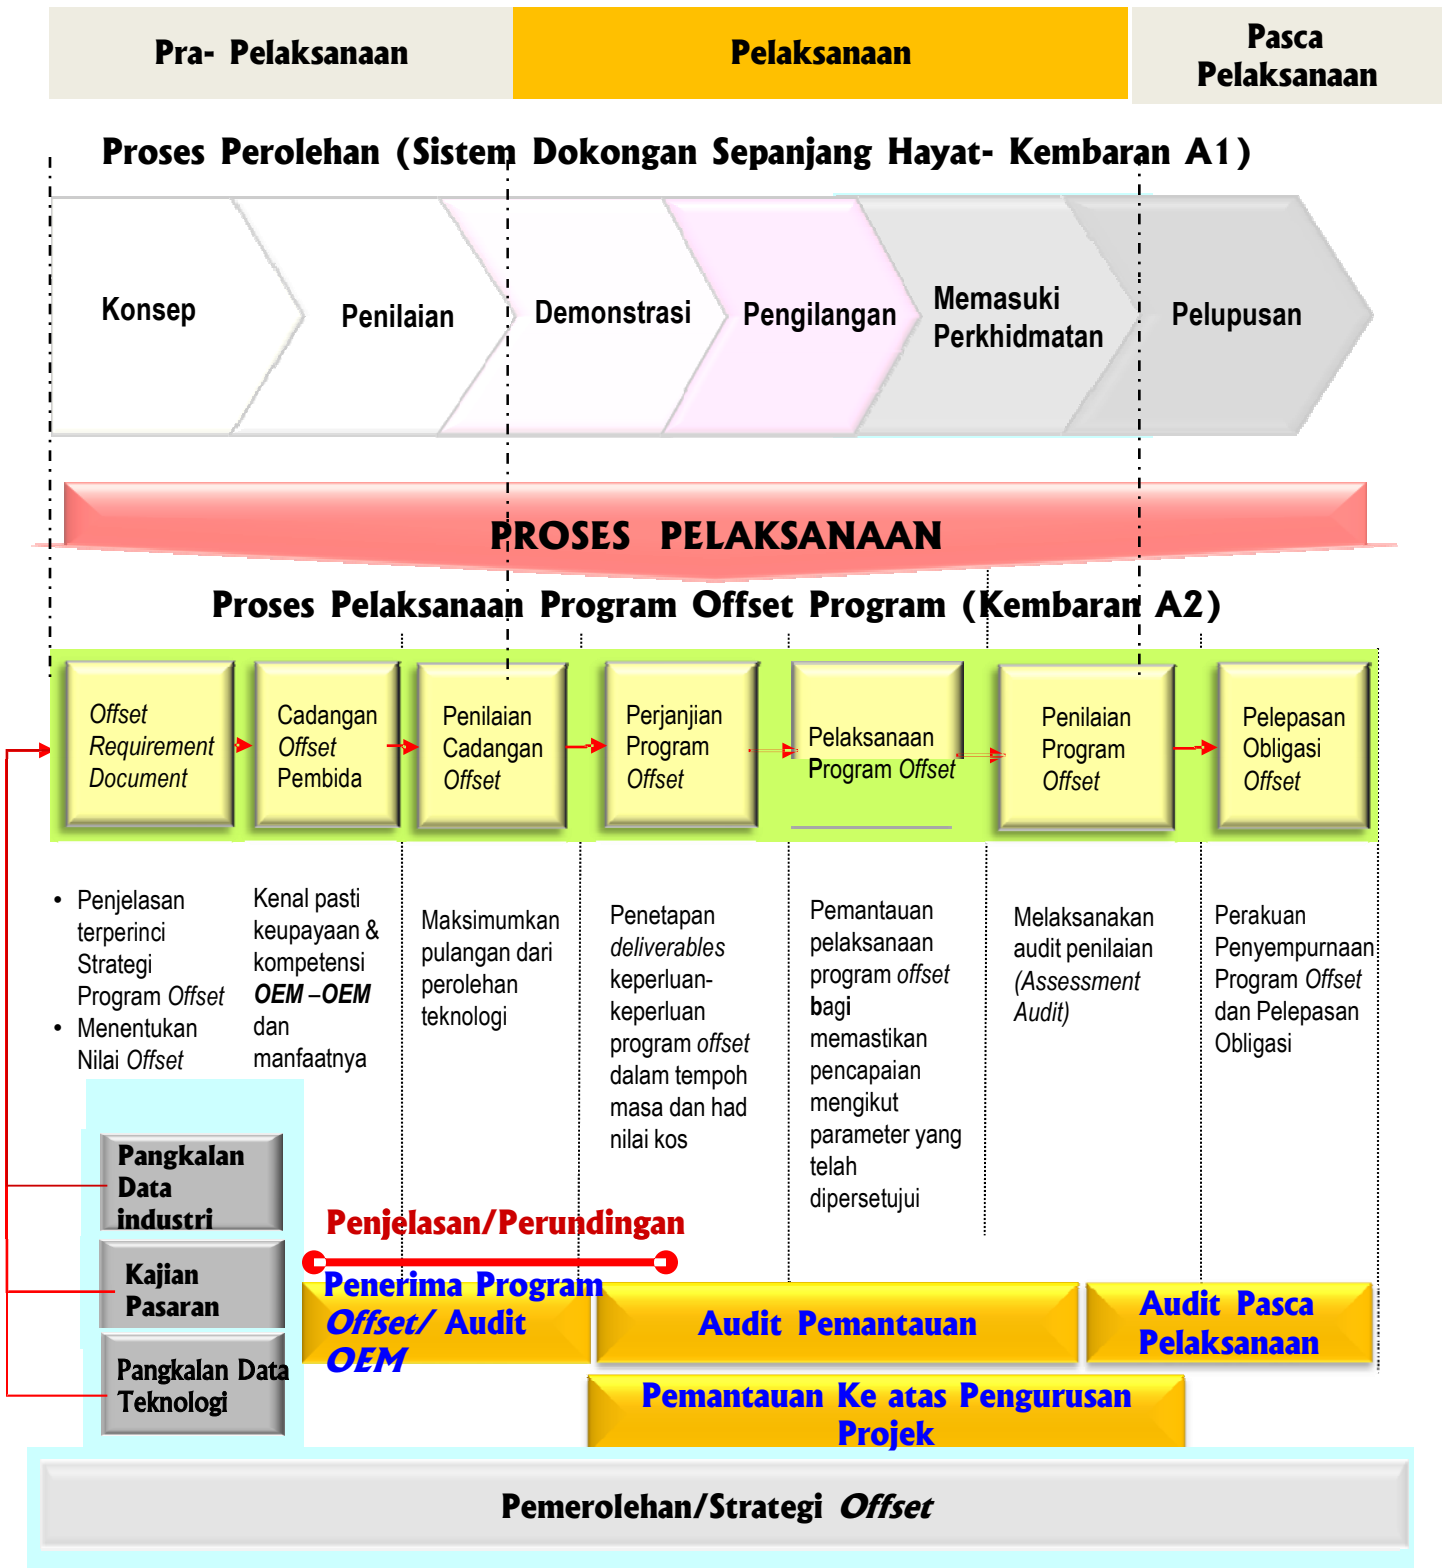 Pra- Pelaksanaan
Pelaksanaan
Pasca
Pelaksanaan
Proses Perolehan (Sistem Dokongan Sepanjang Hayat- Kembaran A1)
Konsep
Penilaian
Demonstrasi
Pengilangan
Memasuki
Perkhidmatan
Pelupusan
PROSES PELAKSANAAN
Proses Pelaksanaan Program Offset Program (Kembaran A2)
Offset
Requirement
Document
Cadangan
Offset
Pembida
Penilaian
Cadangan
Offset
Perjanjian
Program
Offset
Pelaksanaan
Program Offset
Penilaian
Program
Offset
Pelepasan
Obligasi
Offset
• Penjelasan
terperinci
Strategi
Program Offset
• Menentukan
Nilai Offset
Kenal pasti
keupayaan &
kompetensi
OEM –OEM
dan
manfaatnya
Maksimumkan
pulangan dari
perolehan
teknologi
Penetapan
deliverables
keperluan-
keperluan
program offset
dalam tempoh
masa dan had
nilai kos
Pemantauan
pelaksanaan
program offset
bagi
memastikan
pencapaian
mengikut
parameter yang
telah
dipersetujui
Melaksanakan
audit penilaian
(Assessment
Audit)
Perakuan
Penyempurnaan
Program Offset
dan Pelepasan
Obligasi
Pangkalan
Data
industri
Kajian
Pasaran
Pangkalan Data
Teknologi
Penjelasan/Perundingan
Penerima Program
Offset/ Audit
OEM
Audit Pemantauan
Audit Pasca
Pelaksanaan
Pemantauan Ke atas Pengurusan
Projek
Pemerolehan/Strategi Offset